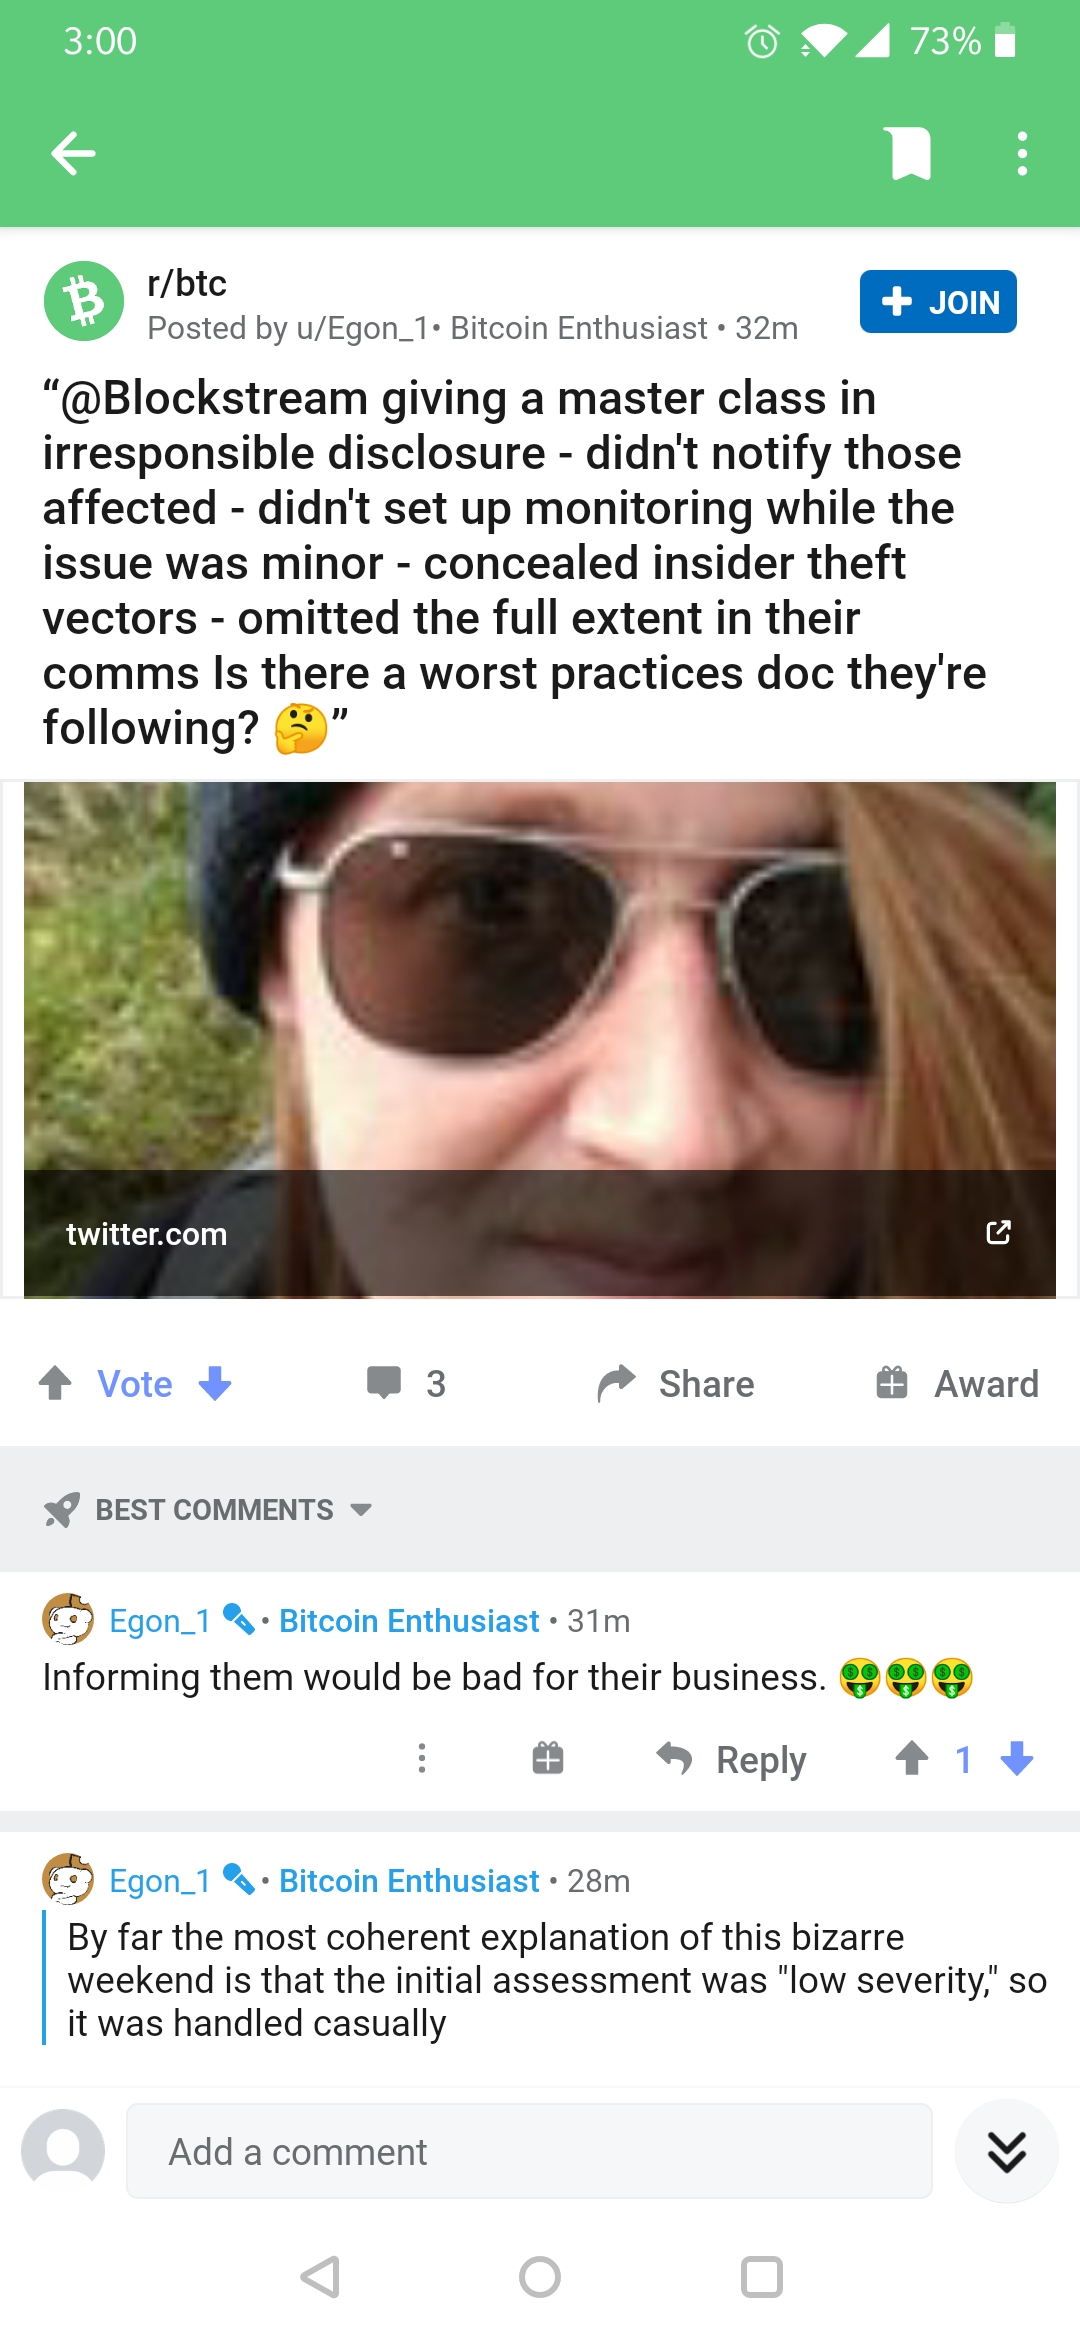 3:00 73%
r/btc
Posted by u/Egon_1• Bitcoin Enthusiast • 32m
+ JOIN
“@Blockstream giving a master class in
irresponsible disclosure - didn't notify those
affected - didn't set up monitoring while the
issue was minor - concealed insider theft
vectors - omitted the full extent in their
comms Is there a worst practices doc they're
following? 🤔”
twitter.com
Vote 3 Share Award
BEST COMMENTS
Egon_1 • Bitcoin Enthusiast • 31m
Informing them would be bad for their business. 🤑🤑🤑
Reply 1
Egon_1 • Bitcoin Enthusiast • 28m
By far the most coherent explanation of this bizarre
weekend is that the initial assessment was "low severity," so
it was handled casually
Add a comment